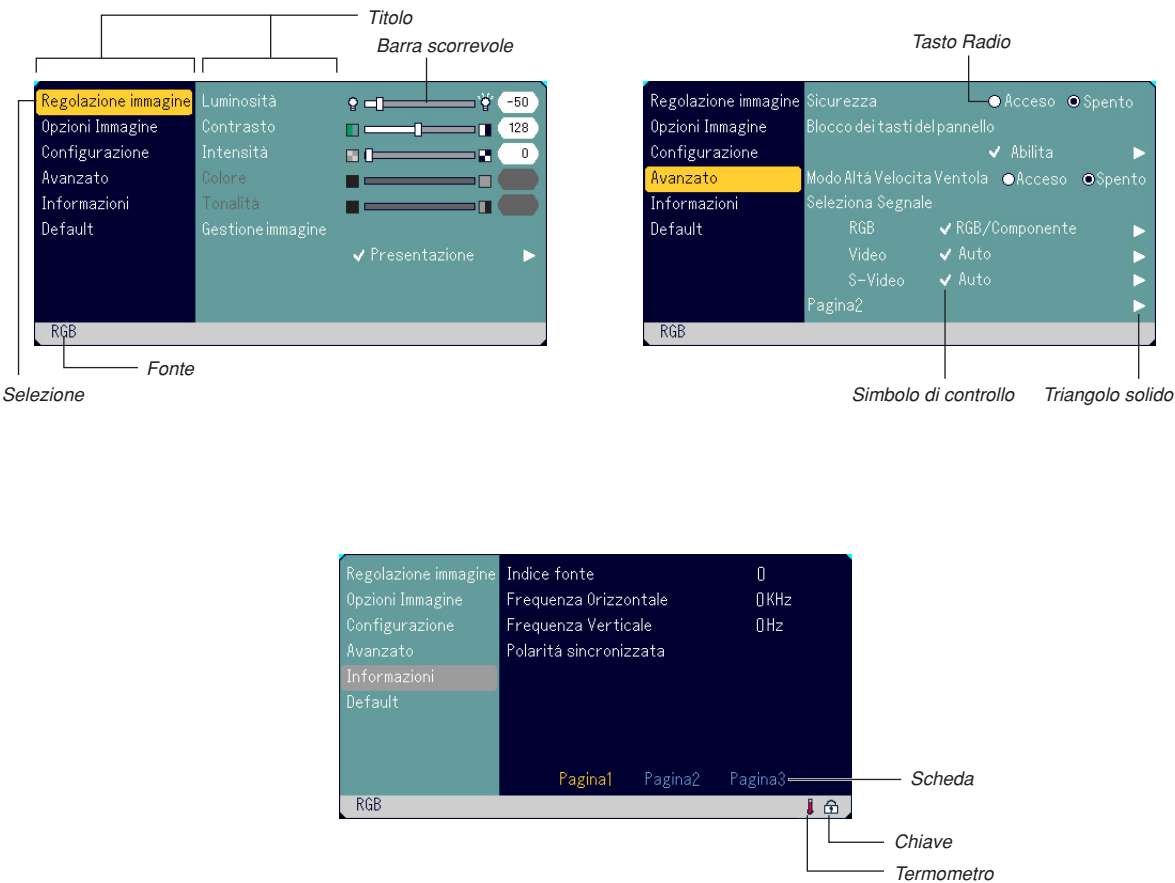 Titolo
Barra scorrevole
Regolazione immagine
Opzioni Immagine
Configurazione
Avanzato
Informazioni
Default
Luminosità -50
Contrasto 128
Intensità 0
Colore
Tonalità
Gestione immagine
Presentazione
RGB
Fonte
Selezione
Tasto Radio
Regolazione immagine
Opzioni Immagine
Configurazione
Avanzato
Informazioni
Default
Sicurezza Acceso Spento
Blocco dei tasti del pannello
Abilita
Modo Altá Velocita Ventola Acceso Spento
Seleziona Segnale
RGB RGB/Componente
Video Auto
S-Video Auto
Pagina2
RGB
Simbolo di controllo
Triangolo solido
Regolazione immagine
Opzioni Immagine
Configurazione
Avanzato
Informazioni
Default
Indice fonte 0
Frequenza Orizzontale 0KHz
Frequenza Verticale 0Hz
Polaritá sincronizzata
Pagina1 Pagina2 Pagina3
RGB
Scheda
Chiave
Termometro